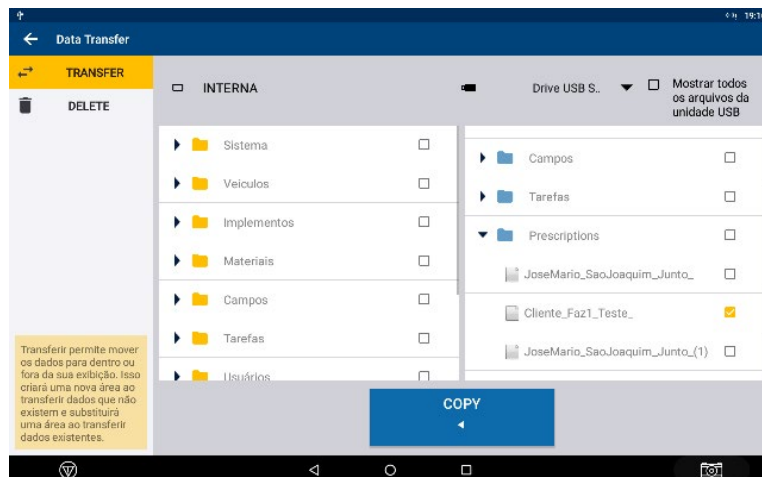 19:1
Data Transfer
TRANSFER
DELETE
INTERNA
Drive USB S..
Mostrar todos
os arquivos da
unidade USB
Sistema
Veiculos
Implementos
Materiais
Campos
Tarefas
Usuários
Campos
Tarefas
Prescriptions
JoseMario_SaoJoaquim_Junto_
Cliente_Faz1_Teste_
JoseMario_SaoJoaquim_Junto_(1)
Transferir permite mover
os dados para dentro ou
fora da sua exibição. Isso
criará uma nova área ao
transferir dados que não
existem e substituirá
uma área ao transferir
dados existentes.
COPY